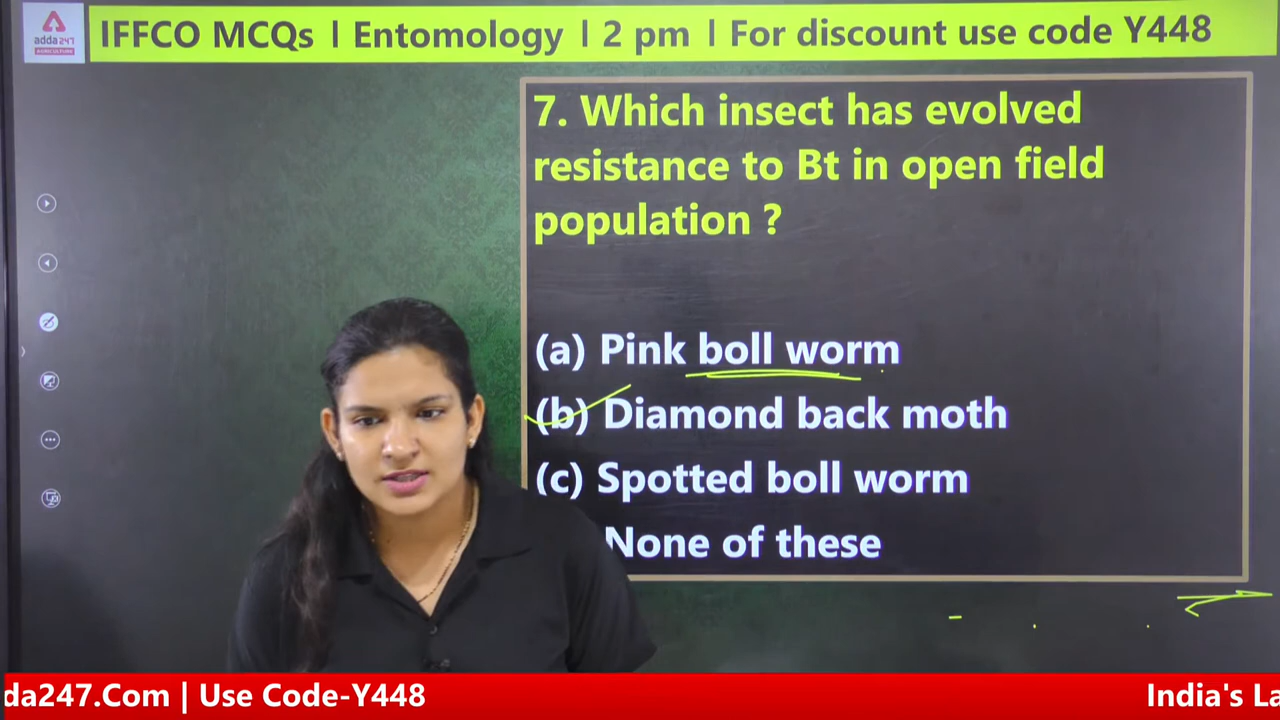 adda247
AGRICULTURE
IFFCO MCQs I Entomology I 2 pm I For discount use code Y448
7. Which insect has evolved
resistance to Bt in open field
population ?
(a) Pink boll worm
(b) Diamond back moth
(c) Spotted boll worm
None of these
da247.Com | Use Code-Y448
India's La